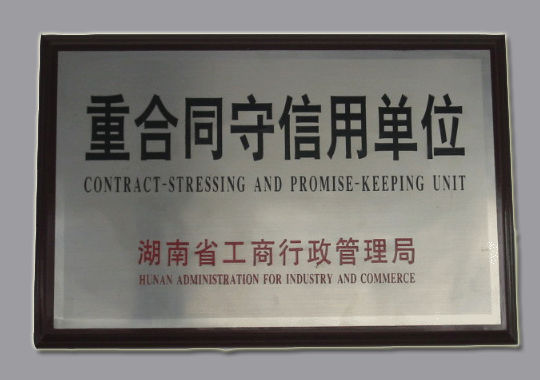 重合同守信用单位
CONTRACT-STRESSING AND PROMISE-KEEPING UNIT
湖南省工商行政管理局
HUNAN ADMINISTRATION FOR INDUSTRY AND COMMERCE